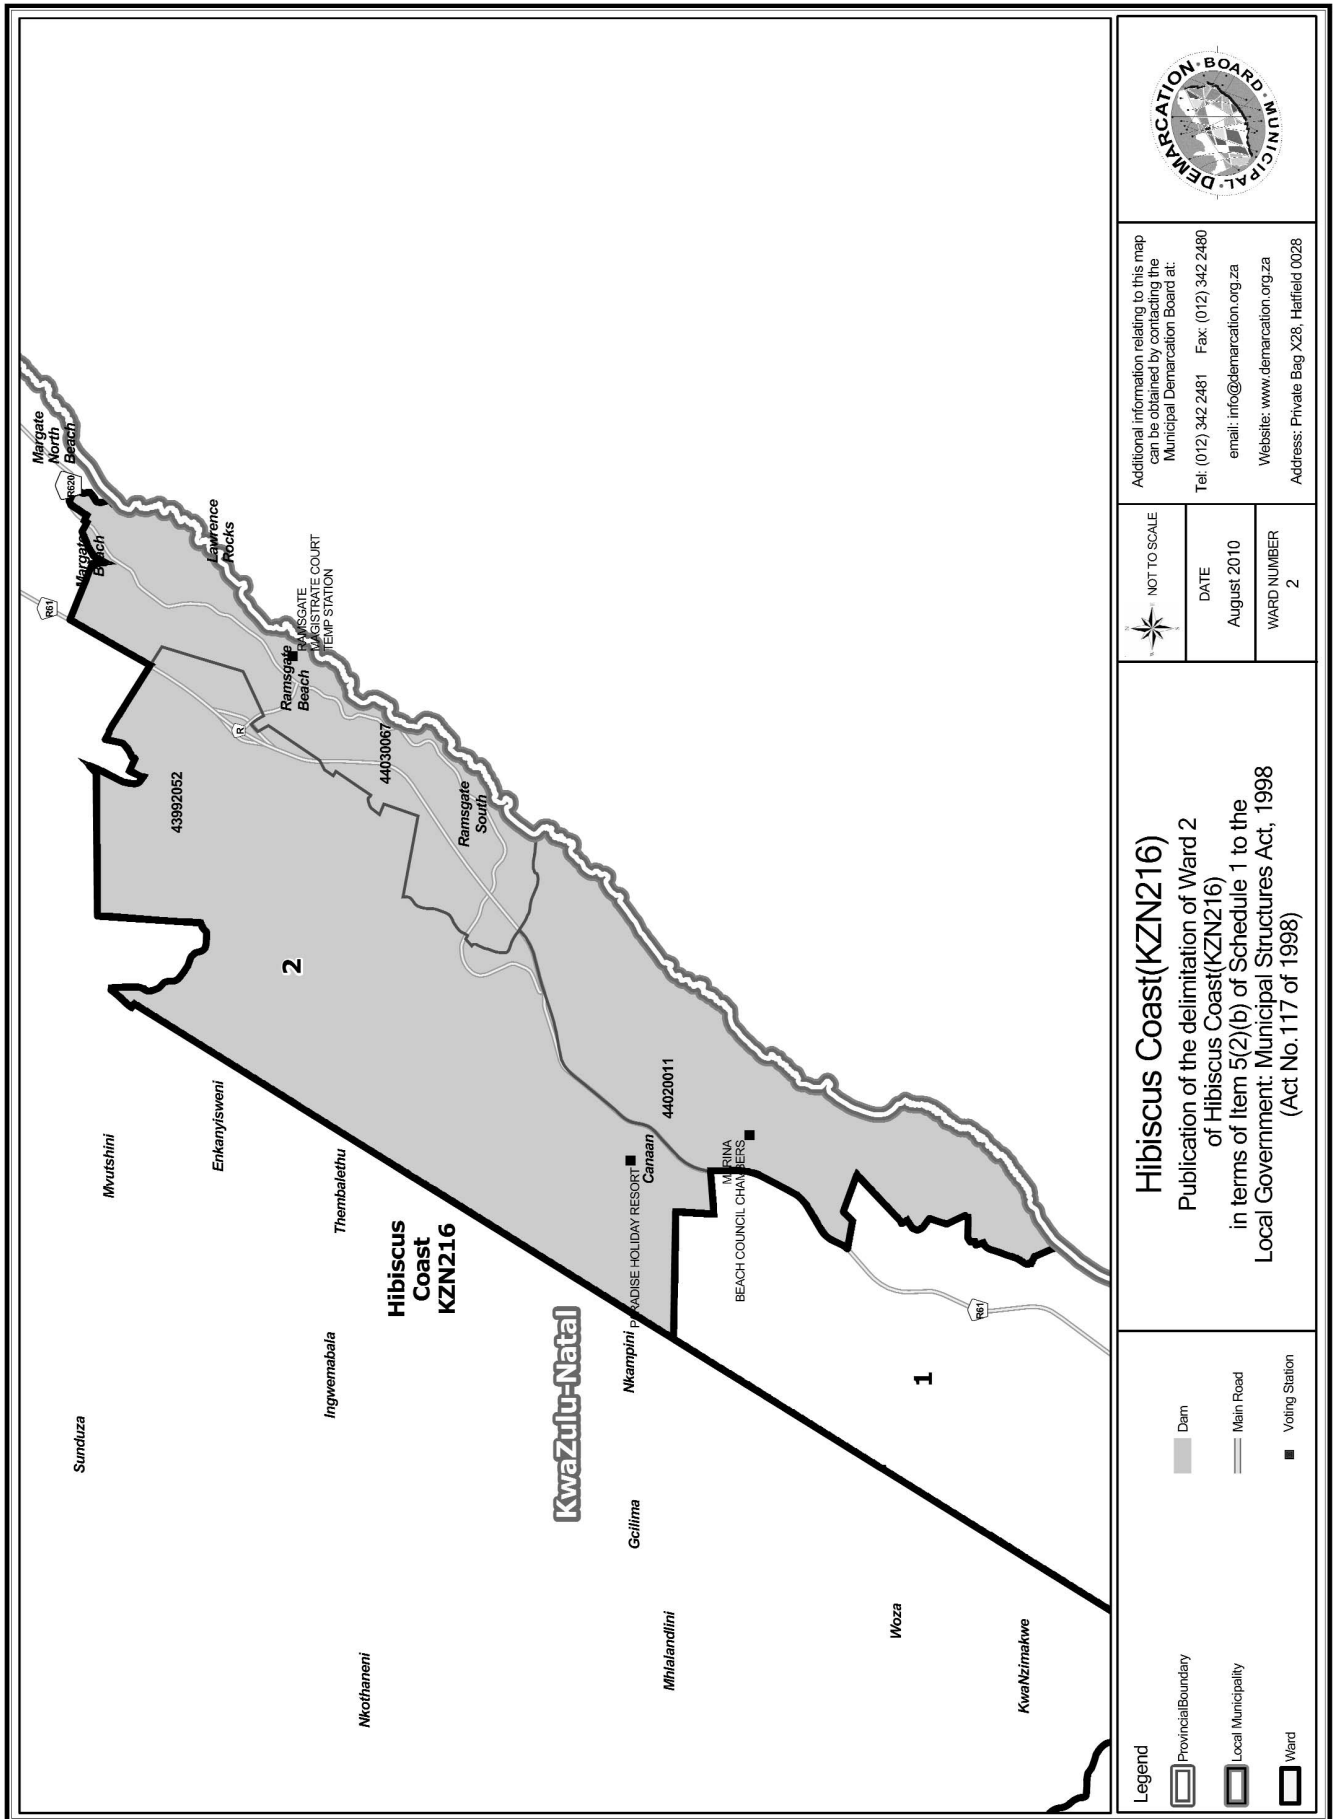 Margate
North
Beach
R620
R61
Margate
Beach
Lawrence
Rocks
RAMSGATE
MAGISTRATE COURT
TEMP STATION
Ramsgate
Beach
R
43992052
44030067
Ramsgate
South
2
Mvutshini
Enkanyisweni
Thembalethu
Hibiscus
Coast
KZN216
44020011
Canaan
PARADISE HOLIDAY RESORT
MARINA
BEACH COUNCIL CHAMBERS
KwaZulu-Natal
Nkampini
Ingwemabala
Sunduza
Gcilima
R61
1
Nkothaneni
Mhlalandlini
Woza
KwaNzimakwe
Legend
ProvincialBoundary
Local Municipality
Ward
Dam
Main Road
Voting Station
Hibiscus Coast(KZN216)
Publication of the delimitation of Ward 2
of Hibiscus Coast(KZN216)
in terms of Item 5(2)(b) of Schedule 1 to the
Local Government: Municipal Structures Act, 1998
(Act No.117 of 1998)
NOT TO SCALE
DATE
August 2010
WARD NUMBER
2
Additional information relating to this map
can be obtained by contacting the
Municipal Demarcation Board at:
Tel: (012) 342 2481 Fax: (012) 342 2480
email: info@demarcation.org.za
Website: www.demarcation.org.za
Address: Private Bag X28, Hatfield 0028
MUNICIPAL · DEMARCATION · BOARD ·